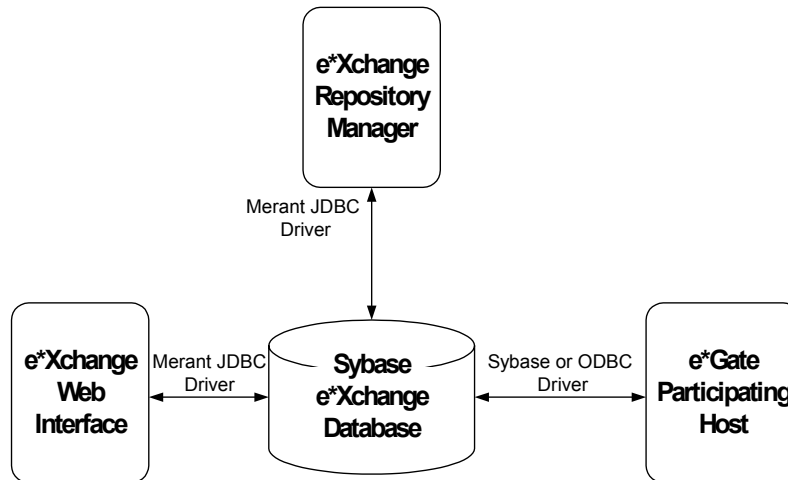 e*Xchange
Repository
Manager
Merant JDBC
Driver
e*Xchange
Web
Interface
Merant JDBC
Driver
Sybase
e*Xchange
Database
Sybase or ODBC
Driver
e*Gate
Participating
Host